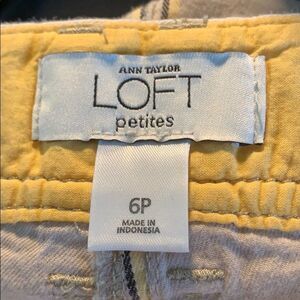 ANN TAYLOR
LOFT
petites
6P
MADE IN
INDONESIA